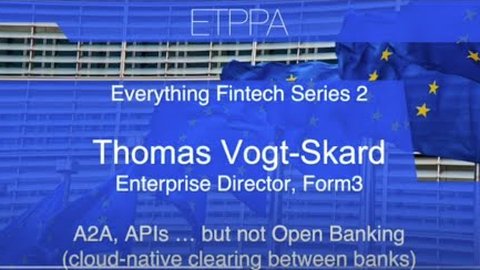 ETPPA
Everything Fintech Series 2
Thomas Vogt-Skard
Enterprise Director, Form3
A2A, APIs … but not Open Banking
(cloud-native clearing between banks)